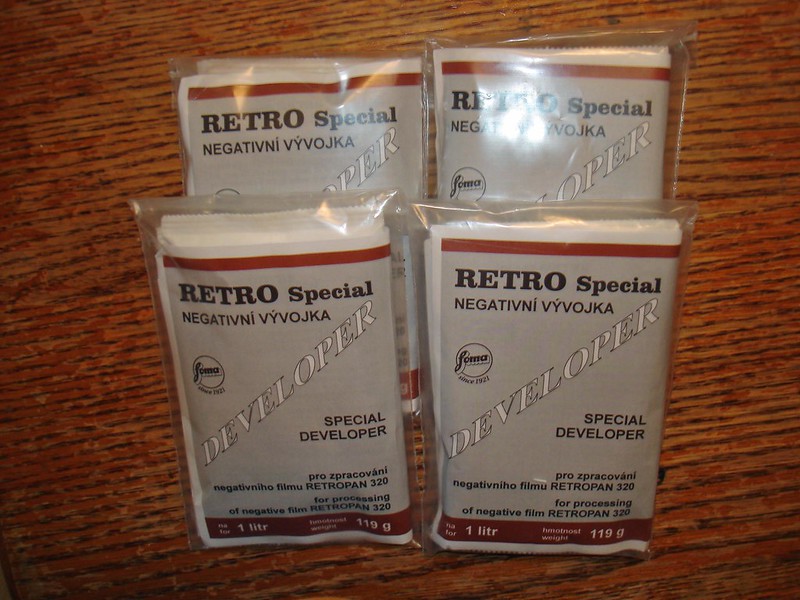 RETRO Special
NEGATIVNÍ VÝVOJKA
DEVELOPER
RETRO Special
NEGATIVNÍ VÝVOJKA
foma
DEVELOPER
RETRO Special
NEGATIVNÍ VÝVOJKA
foma
since 1921
DEVELOPER
SPECIAL
DEVELOPER
pro zpracování
negativního filmu RETROPAN 320
for processing
of negative film RETROPAN 320
na
for 1 litr hmotnost
weight 119 g
RETRO Special
NEGATIVNÍ VÝVOJKA
foma
since 1921
DEVELOPER
SPECIAL
DEVELOPER
pro zpracování
negativního filmu RETROPAN 320
for processing
of negative film RETROPAN 320
na
for 1 litr hmotnost
weight 119 g